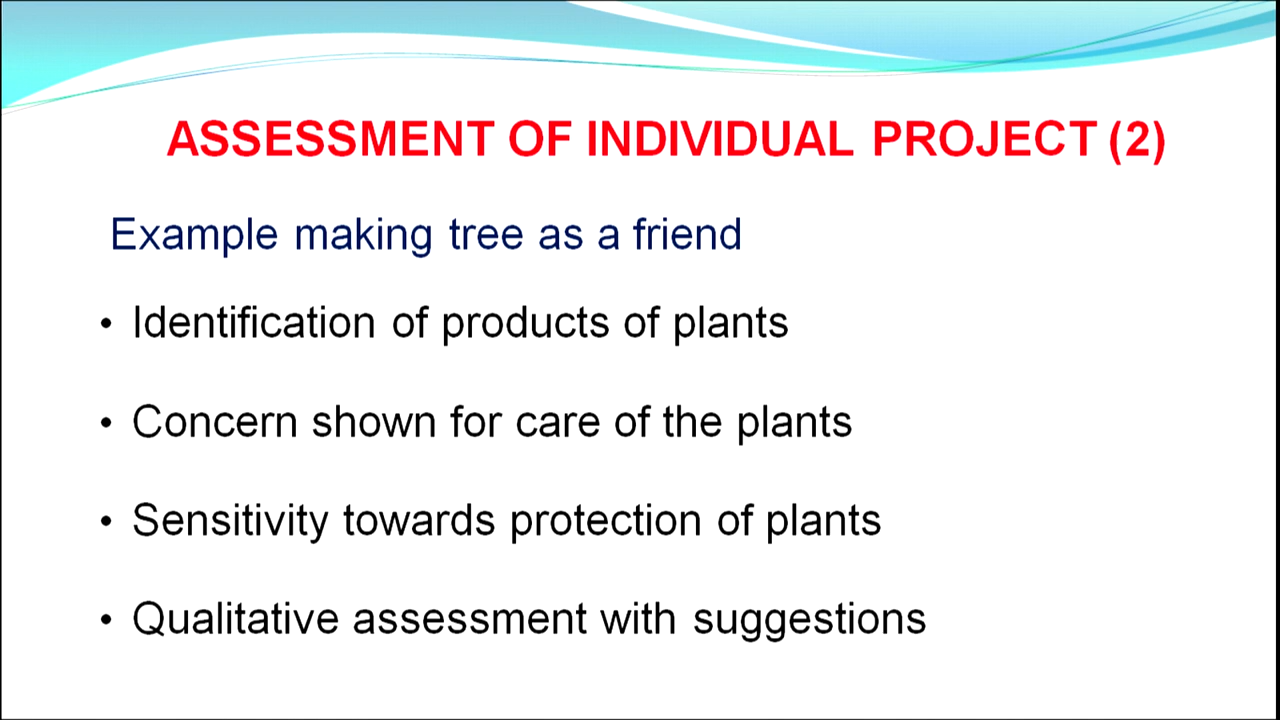 ASSESSMENT OF INDIVIDUAL PROJECT (2)
Example making tree as a friend
• Identification of products of plants
• Concern shown for care of the plants
• Sensitivity towards protection of plants
• Qualitative assessment with suggestions